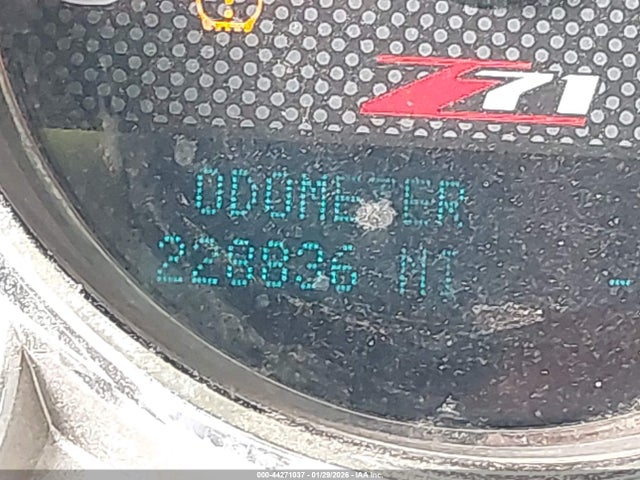 Z71
ODOMETER
228836 MI
000-44271037 - 01/29/2026 - IAA Inc.